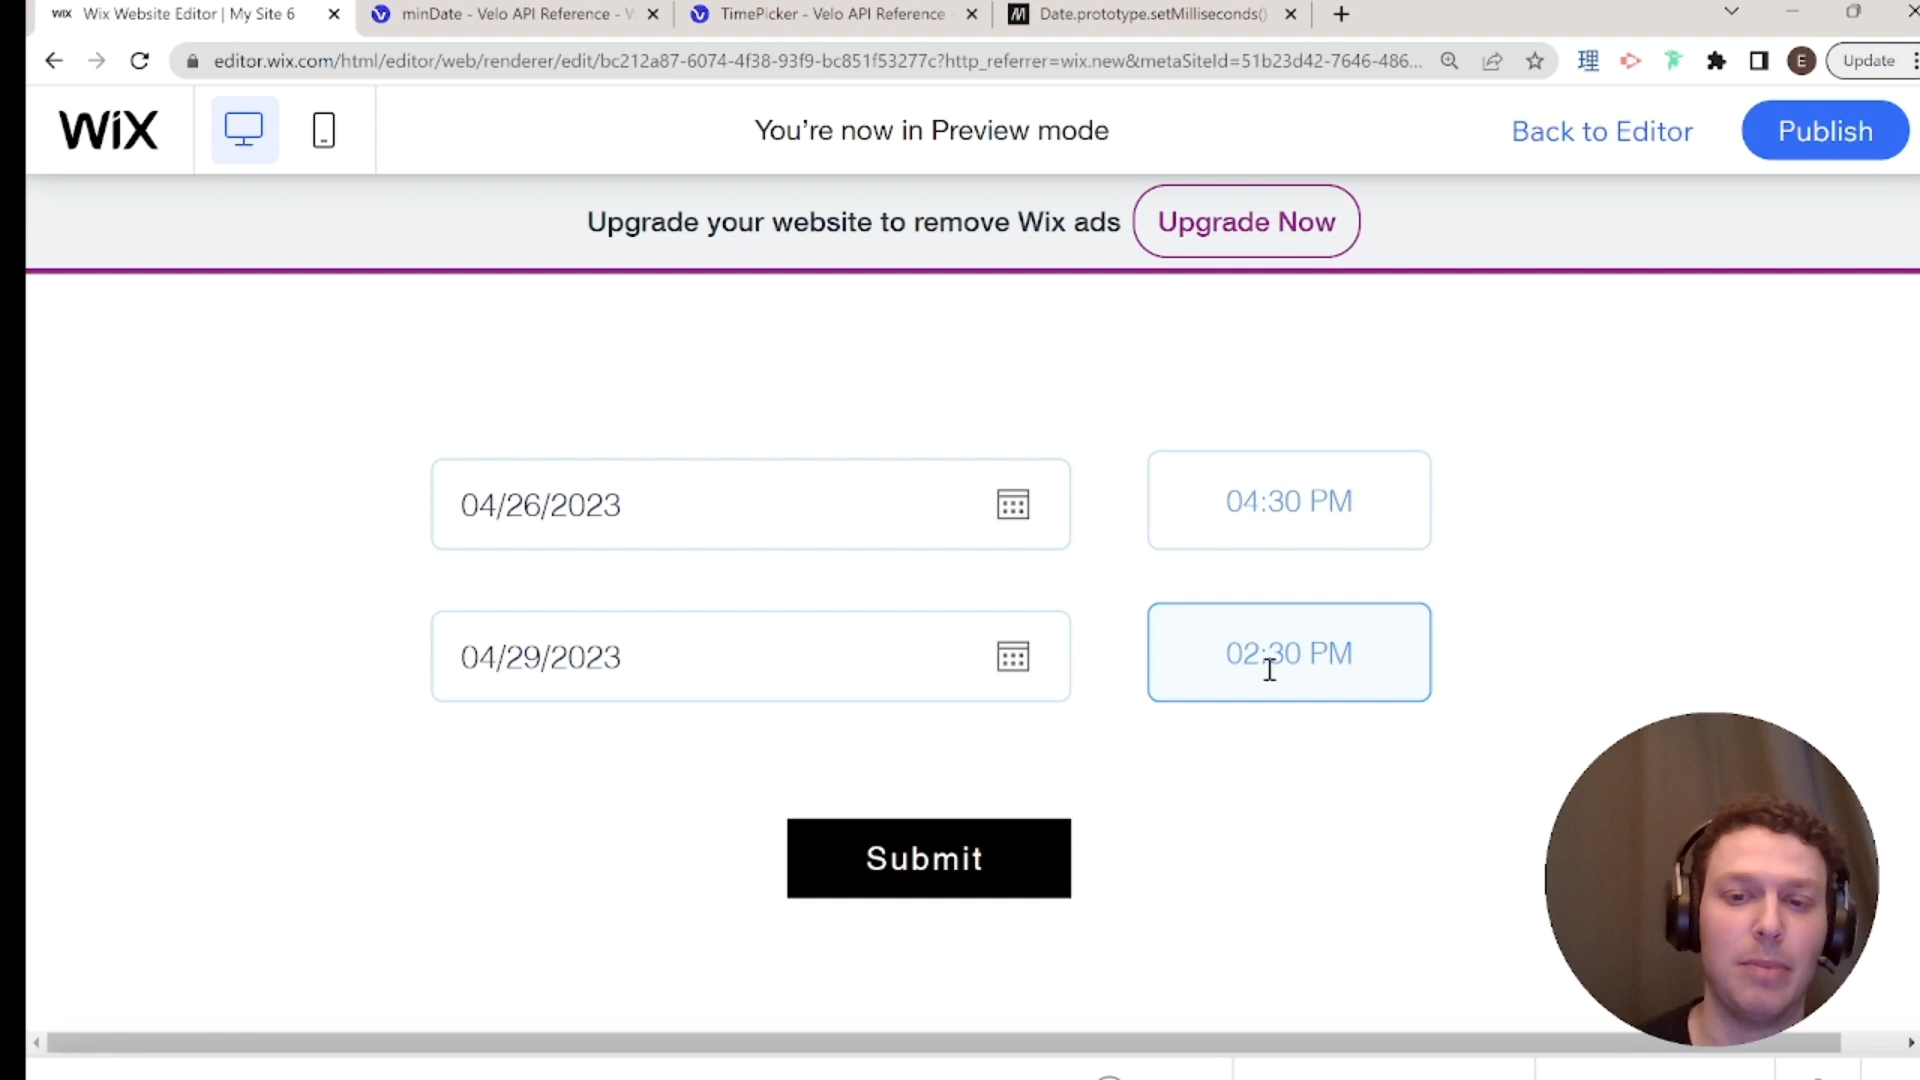 WiX Wix Website Editor | My Site 6
minDate - Velo API Reference - V
TimePicker - Velo API Reference
Date.prototype.setMilliseconds()
editor.wix.com/html/editor/web/renderer/edit/bc212a87-6074-4f38-93f9-bc851f53277c?http_referrer=wix.new&metaSiteId=51b23d42-7646-486...
理
E
Update
WiX
You're now in Preview mode
Back to Editor
Publish
Upgrade your website to remove Wix ads
Upgrade Now
04/26/2023
04:30 PM
04/29/2023
02:30 PM
Submit